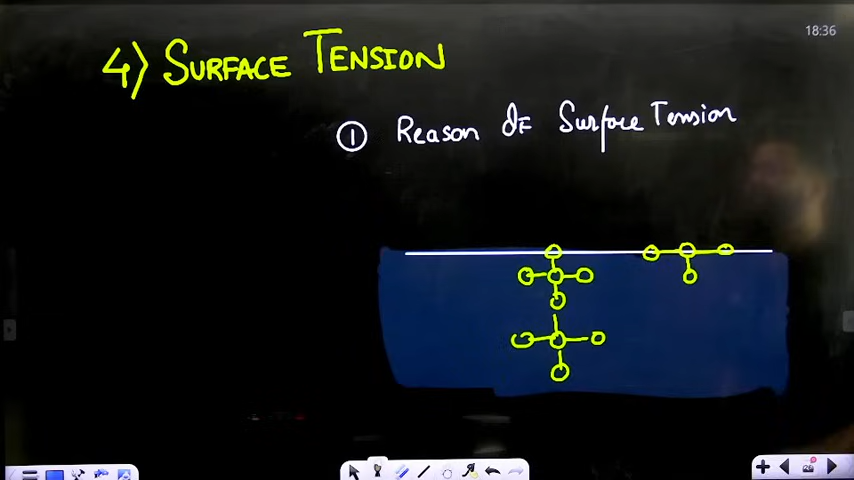 18:36
4) SURFACE TENSION
① Reason OF Surface Tension